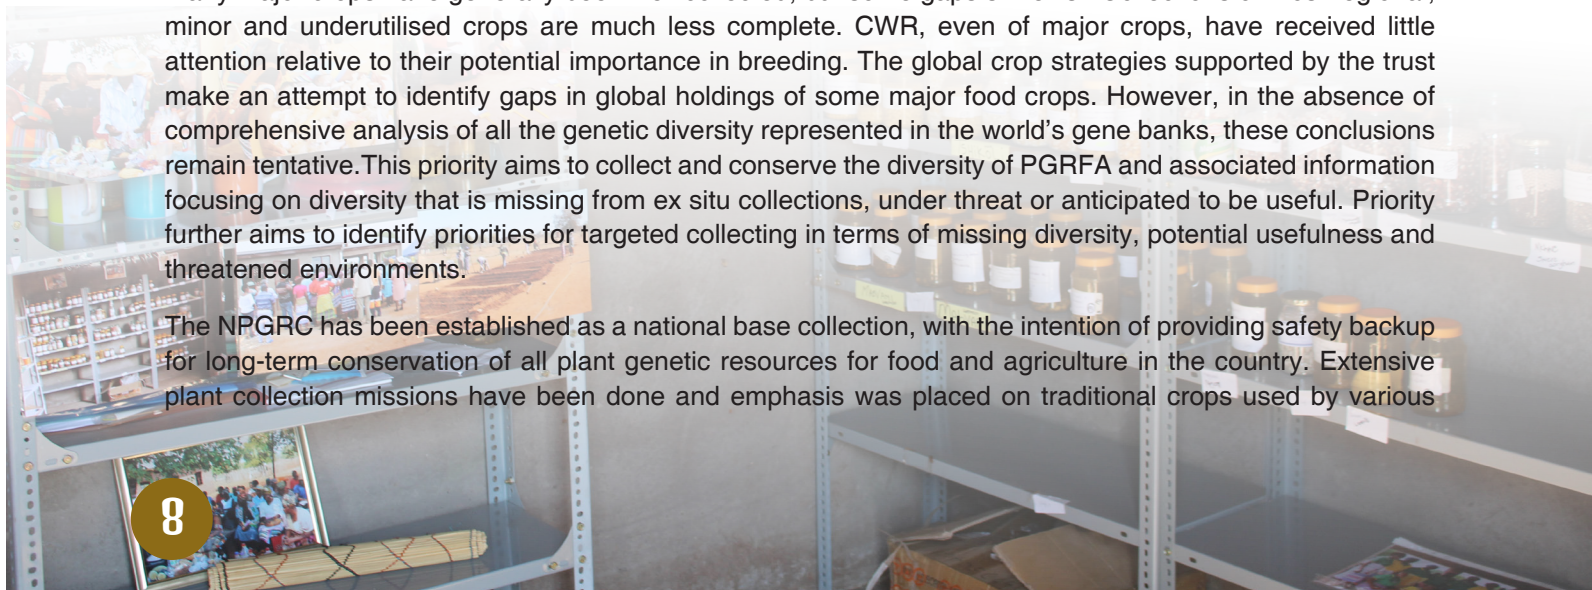 minor and underutilised crops are much less complete. CWR, even of major crops, have received little
attention relative to their potential importance in breeding. The global crop strategies supported by the trust
make an attempt to identify gaps in global holdings of some major food crops. However, in the absence of
comprehensive analysis of all the genetic diversity represented in the world’s gene banks, these conclusions
remain tentative.This priority aims to collect and conserve the diversity of PGRFA and associated information
focusing on diversity that is missing from ex situ collections, under threat or anticipated to be useful. Priority
further aims to identify priorities for targeted collecting in terms of missing diversity, potential usefulness and
threatened environments.
The NPGRC has been established as a national base collection, with the intention of providing safety backup
for long-term conservation of all plant genetic resources for food and agriculture in the country. Extensive
plant collection missions have been done and emphasis was placed on traditional crops used by various
8